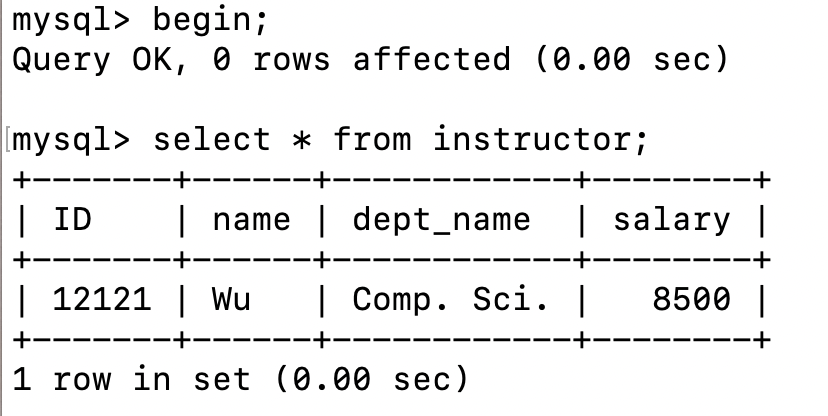 mysql> begin;
Query OK, 0 rows affected (0.00 sec)
[mysql> select * from instructor;
+-------+------+------------+--------+
| ID    | name | dept_name  | salary |
+-------+------+------------+--------+
| 12121 | Wu   | Comp. Sci. |   8500 |
+-------+------+------------+--------+
1 row in set (0.00 sec)